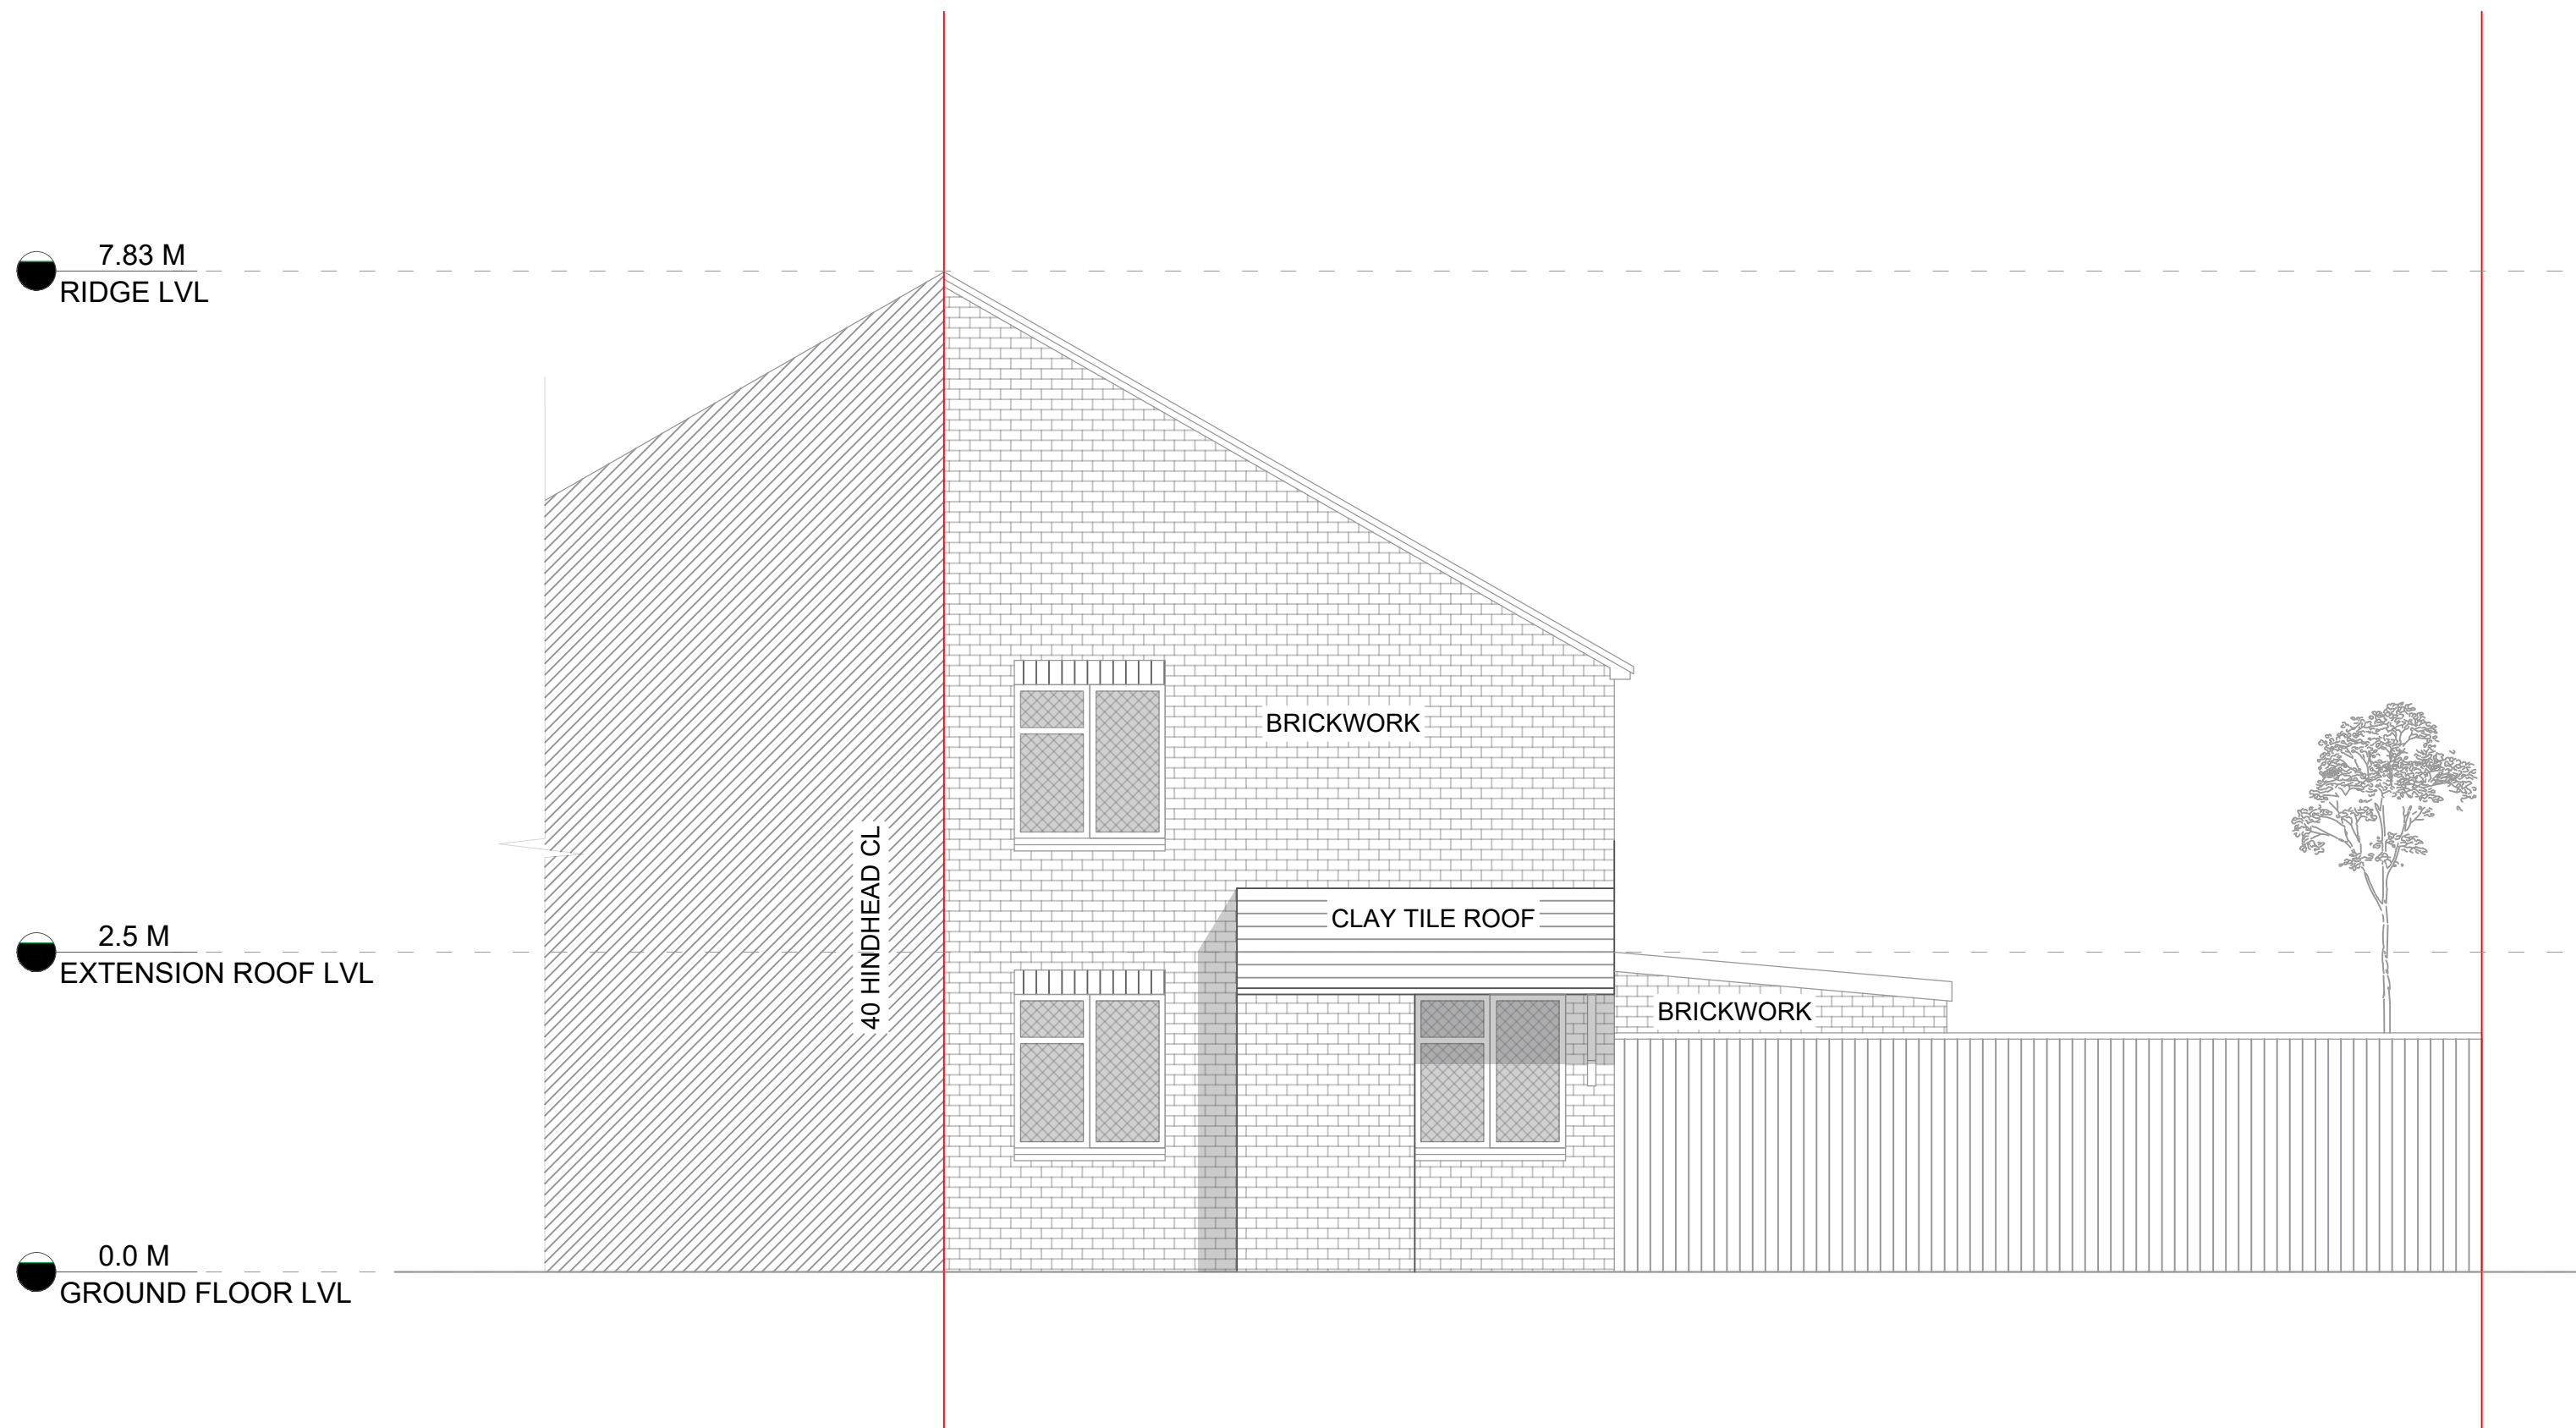 7.83 M
RIDGE LVL
BRICKWORK
40 HINDHEAD CL
CLAY TILE ROOF
2.5 M
EXTENSION ROOF LVL
BRICKWORK
0.0 M
GROUND FLOOR LVL